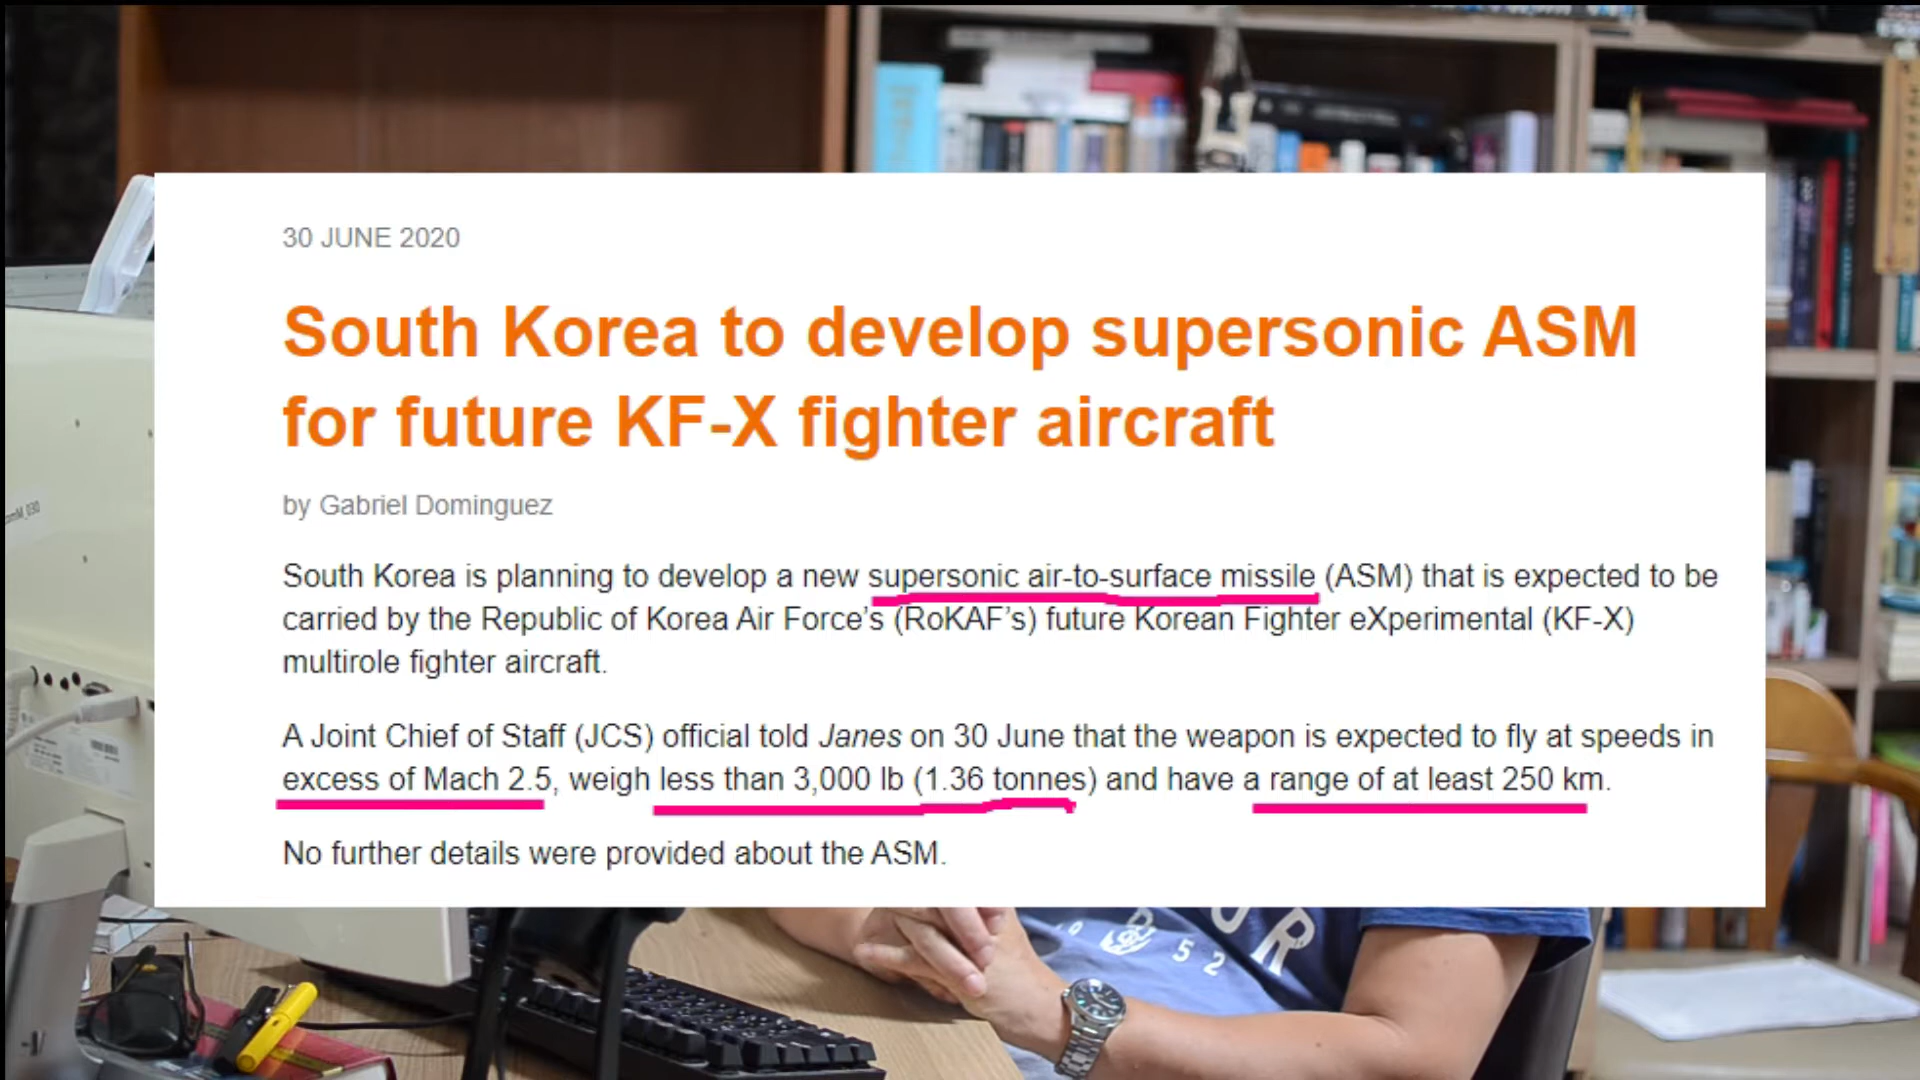 30 JUNE 2020
South Korea to develop supersonic ASM
for future KF-X fighter aircraft
by Gabriel Dominguez
South Korea is planning to develop a new supersonic air-to-surface missile (ASM) that is expected to be
carried by the Republic of Korea Air Force’s (RoKAF’s) future Korean Fighter eXperimental (KF-X)
multirole fighter aircraft.
A Joint Chief of Staff (JCS) official told Janes on 30 June that the weapon is expected to fly at speeds in
excess of Mach 2.5, weigh less than 3,000 lb (1.36 tonnes) and have a range of at least 250 km.
No further details were provided about the ASM.
52